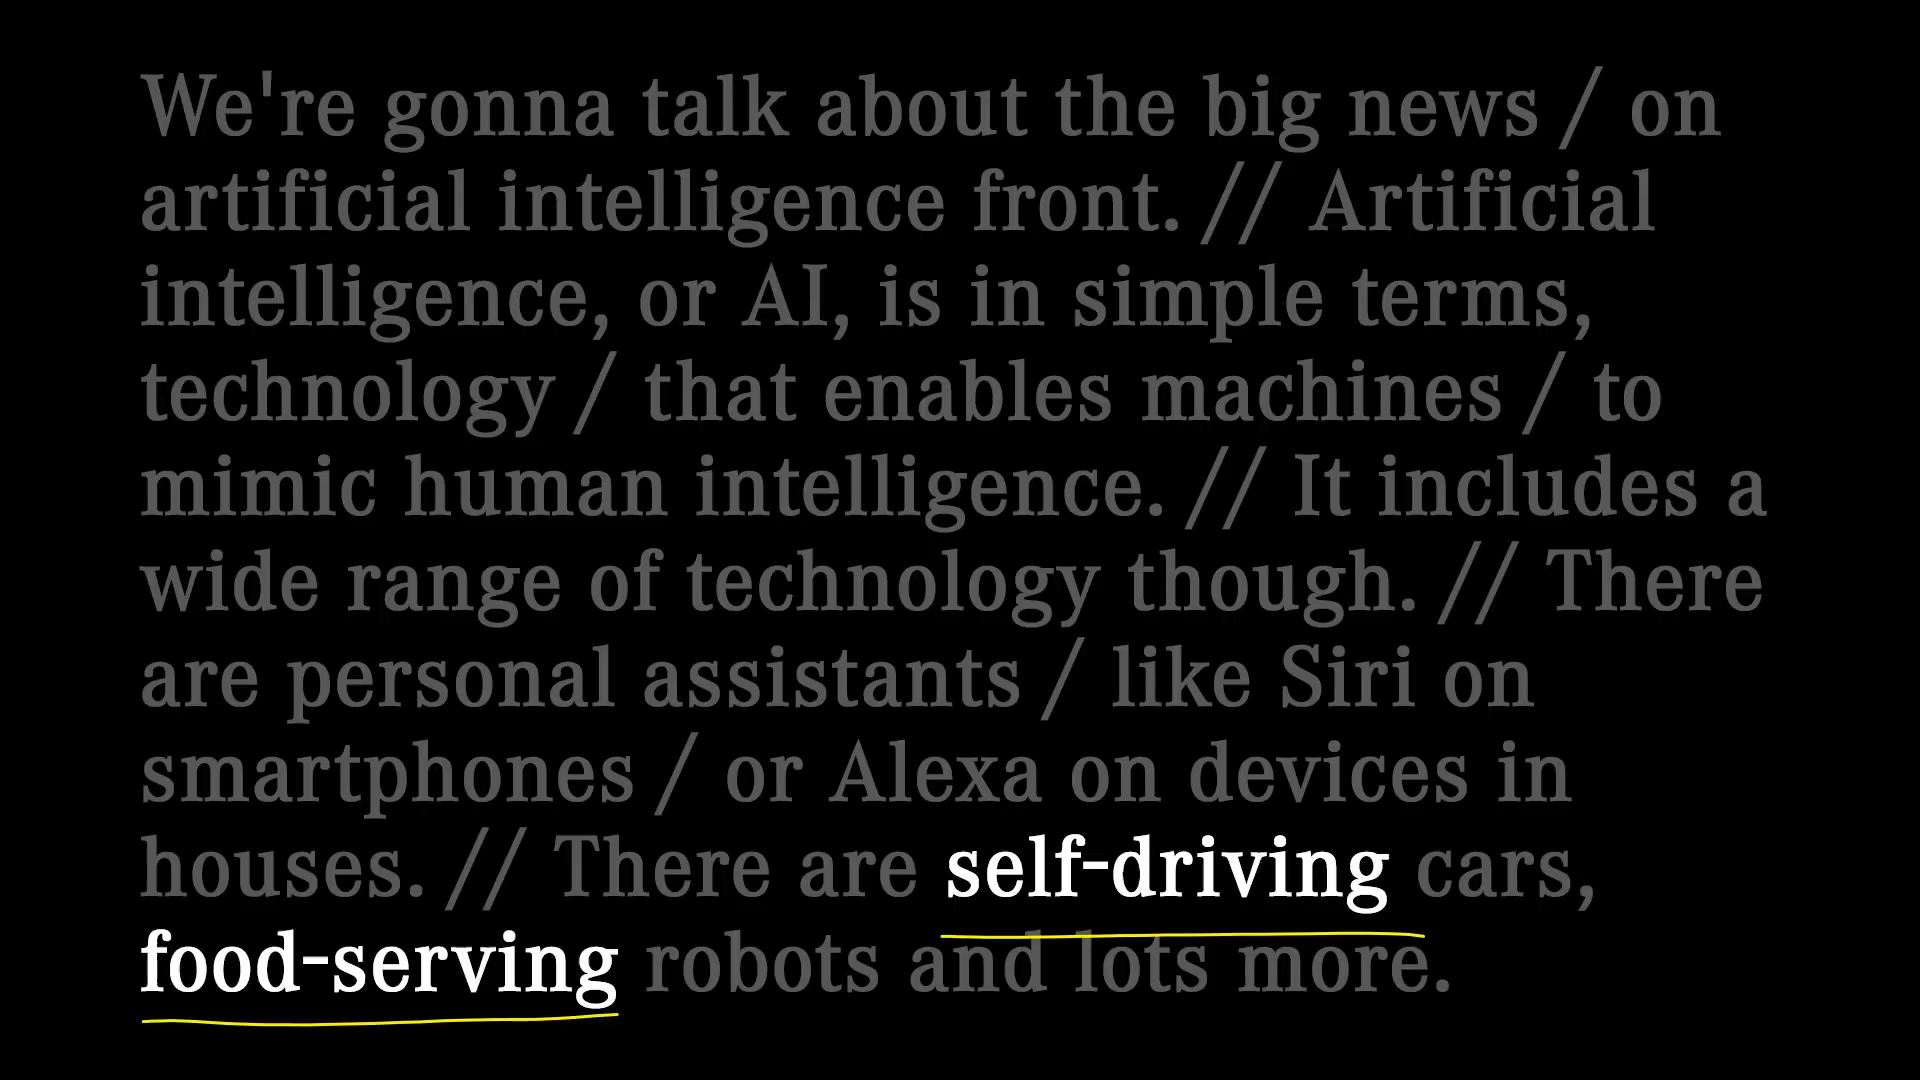 We're gonna talk about the big news / on
artificial intelligence front. // Artificial
intelligence, or AI, is in simple terms,
technology / that enables machines / to
mimic human intelligence. // It includes a
wide range of technology though. // There
are personal assistants / like Siri on
smartphones / or Alexa on devices in
houses. // There are self-driving cars,
food-serving robots and lots more.